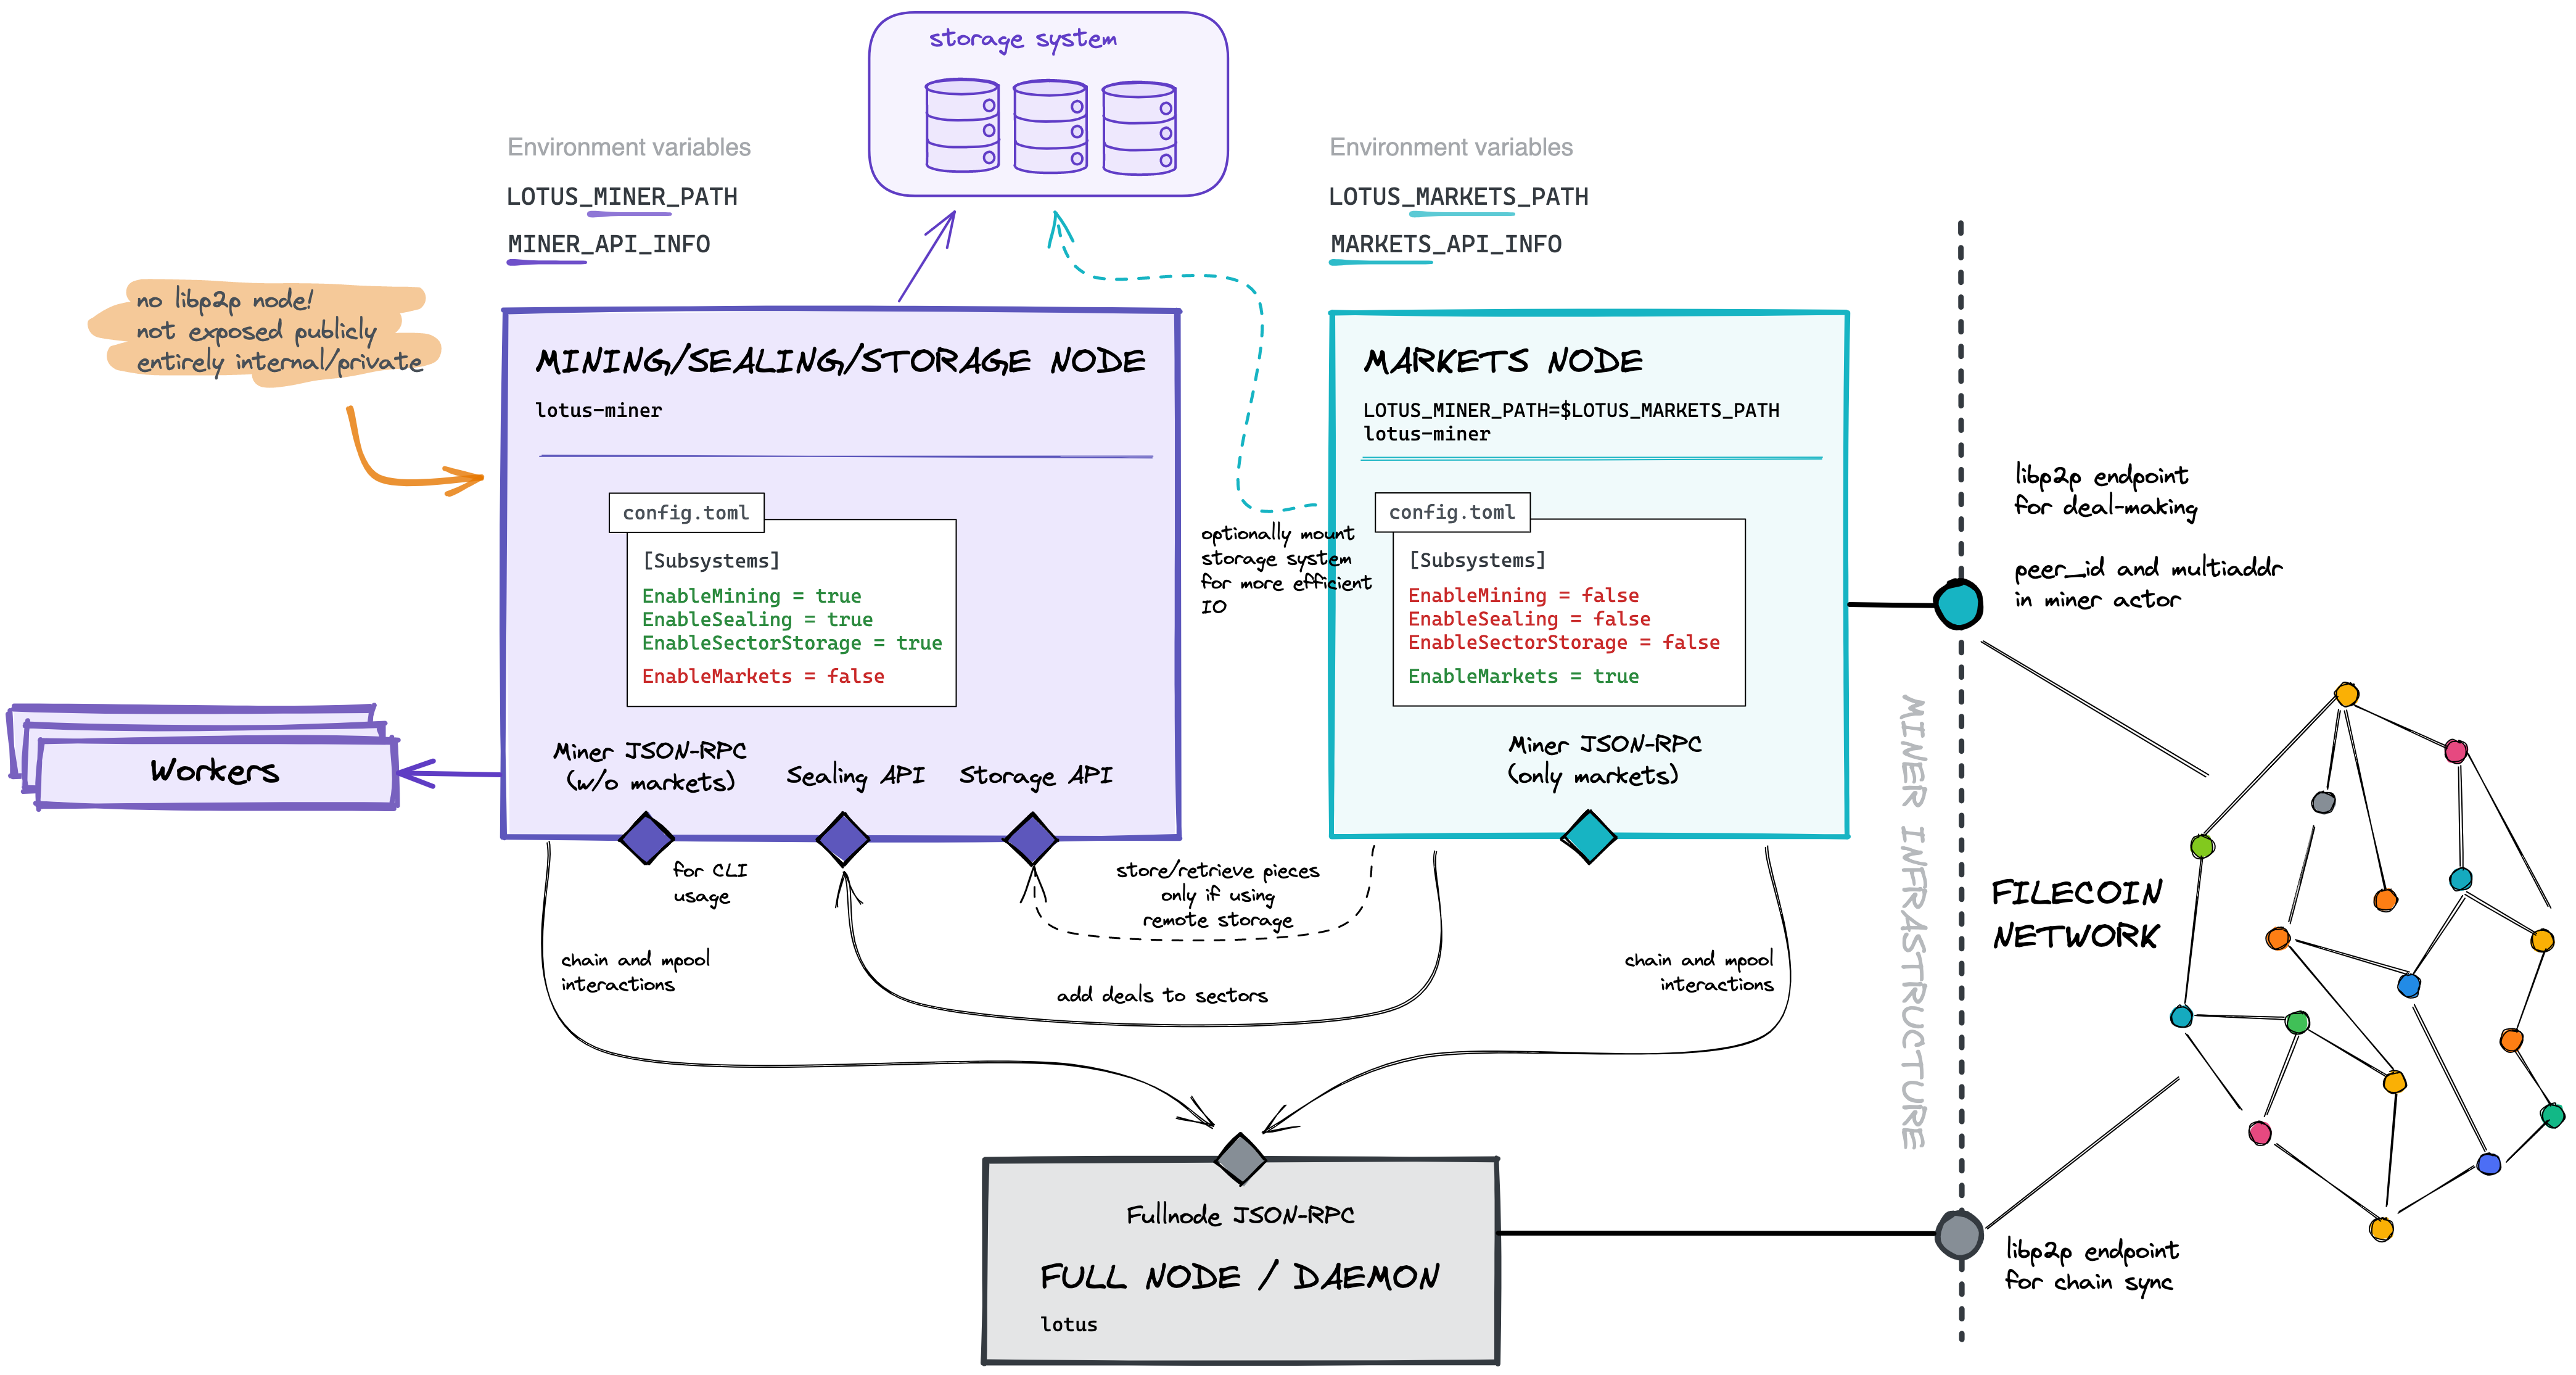 storage system
Environment variables
LOTUS_MINER_PATH
MINER_API_INFO
Environment variables
LOTUS_MARKETS_PATH
MARKETS_API_INFO
no libp2p node!
not exposed publicly
entirely internal/private
MINING/SEALING/STORAGE NODE
lotus-miner
config.toml
[Subsystems]
EnableMining = true
EnableSealing = true
EnableSectorStorage = true
EnableMarkets = false
Miner JSON-RPC
(w/o markets)
Sealing API
Storage API
optionally mount
storage system
for more efficient
IO
MARKETS NODE
LOTUS_MINER_PATH=$LOTUS_MARKETS_PATH
lotus-miner
config.toml
[Subsystems]
EnableMining = false
EnableSealing = false
EnableSectorStorage = false
EnableMarkets = true
Miner JSON-RPC
(only markets)
Workers
for CLI
usage
store/retrieve pieces
only if using
remote storage
chain and mpool
interactions
add deals to sectors
chain and mpool
interactions
Fullnode JSON-RPC
FULL NODE / DAEMON
lotus
MINER INFRASTRUCTURE
libp2p endpoint
for deal-making
peer_id and multiaddr
in miner actor
FILECOIN
NETWORK
libp2p endpoint
for chain sync